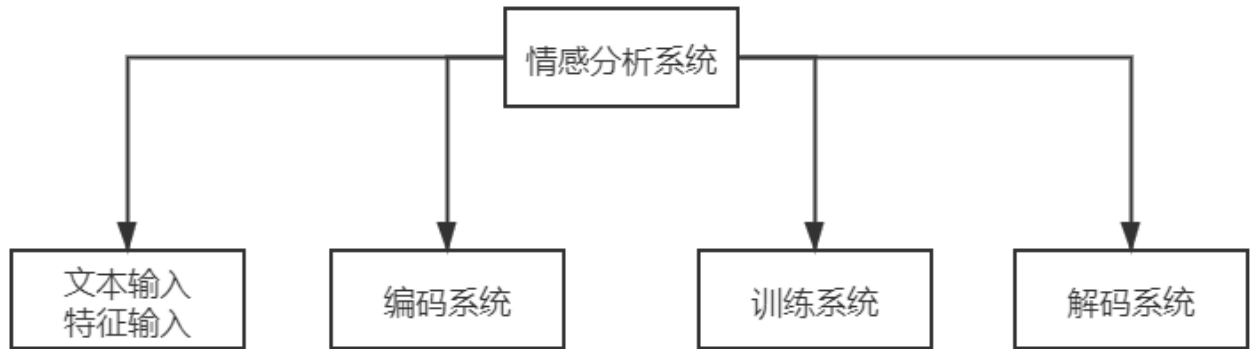 情感分析系统
文本输入
特征输入
编码系统
训练系统
解码系统